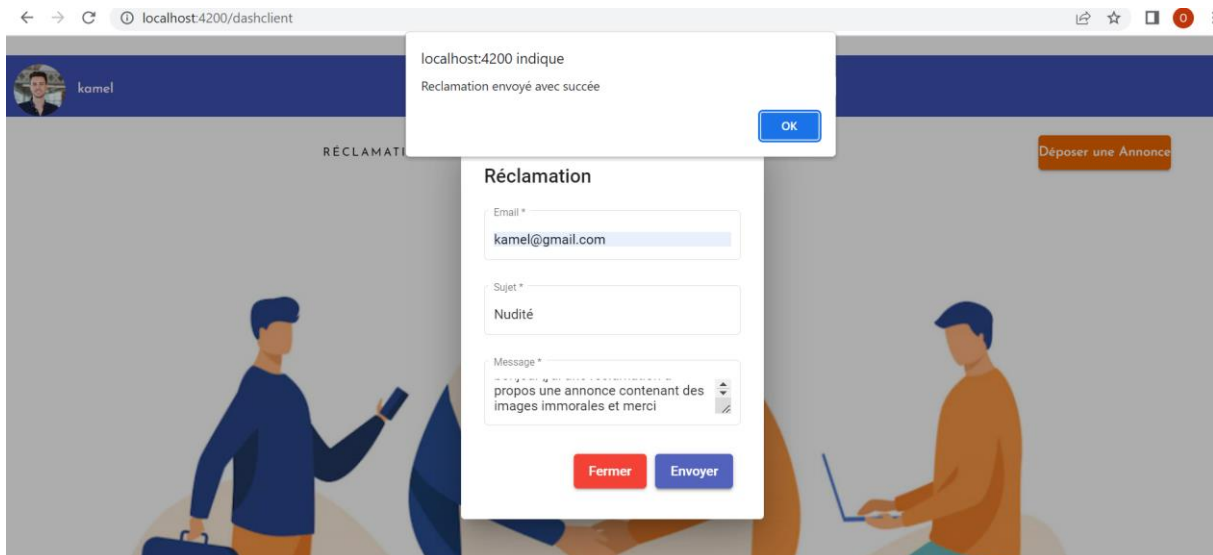 localhost:4200/dashclient
O
localhost:4200 indique
Reclamation envoyé avec succée
OK
kamel
RÉCLAMATI
Déposer une Annonce
Réclamation
Email *
kamel@gmail.com
Sujet *
Nudité
Message *
propos une annonce contenant des
images immorales et merci
Fermer
Envoyer